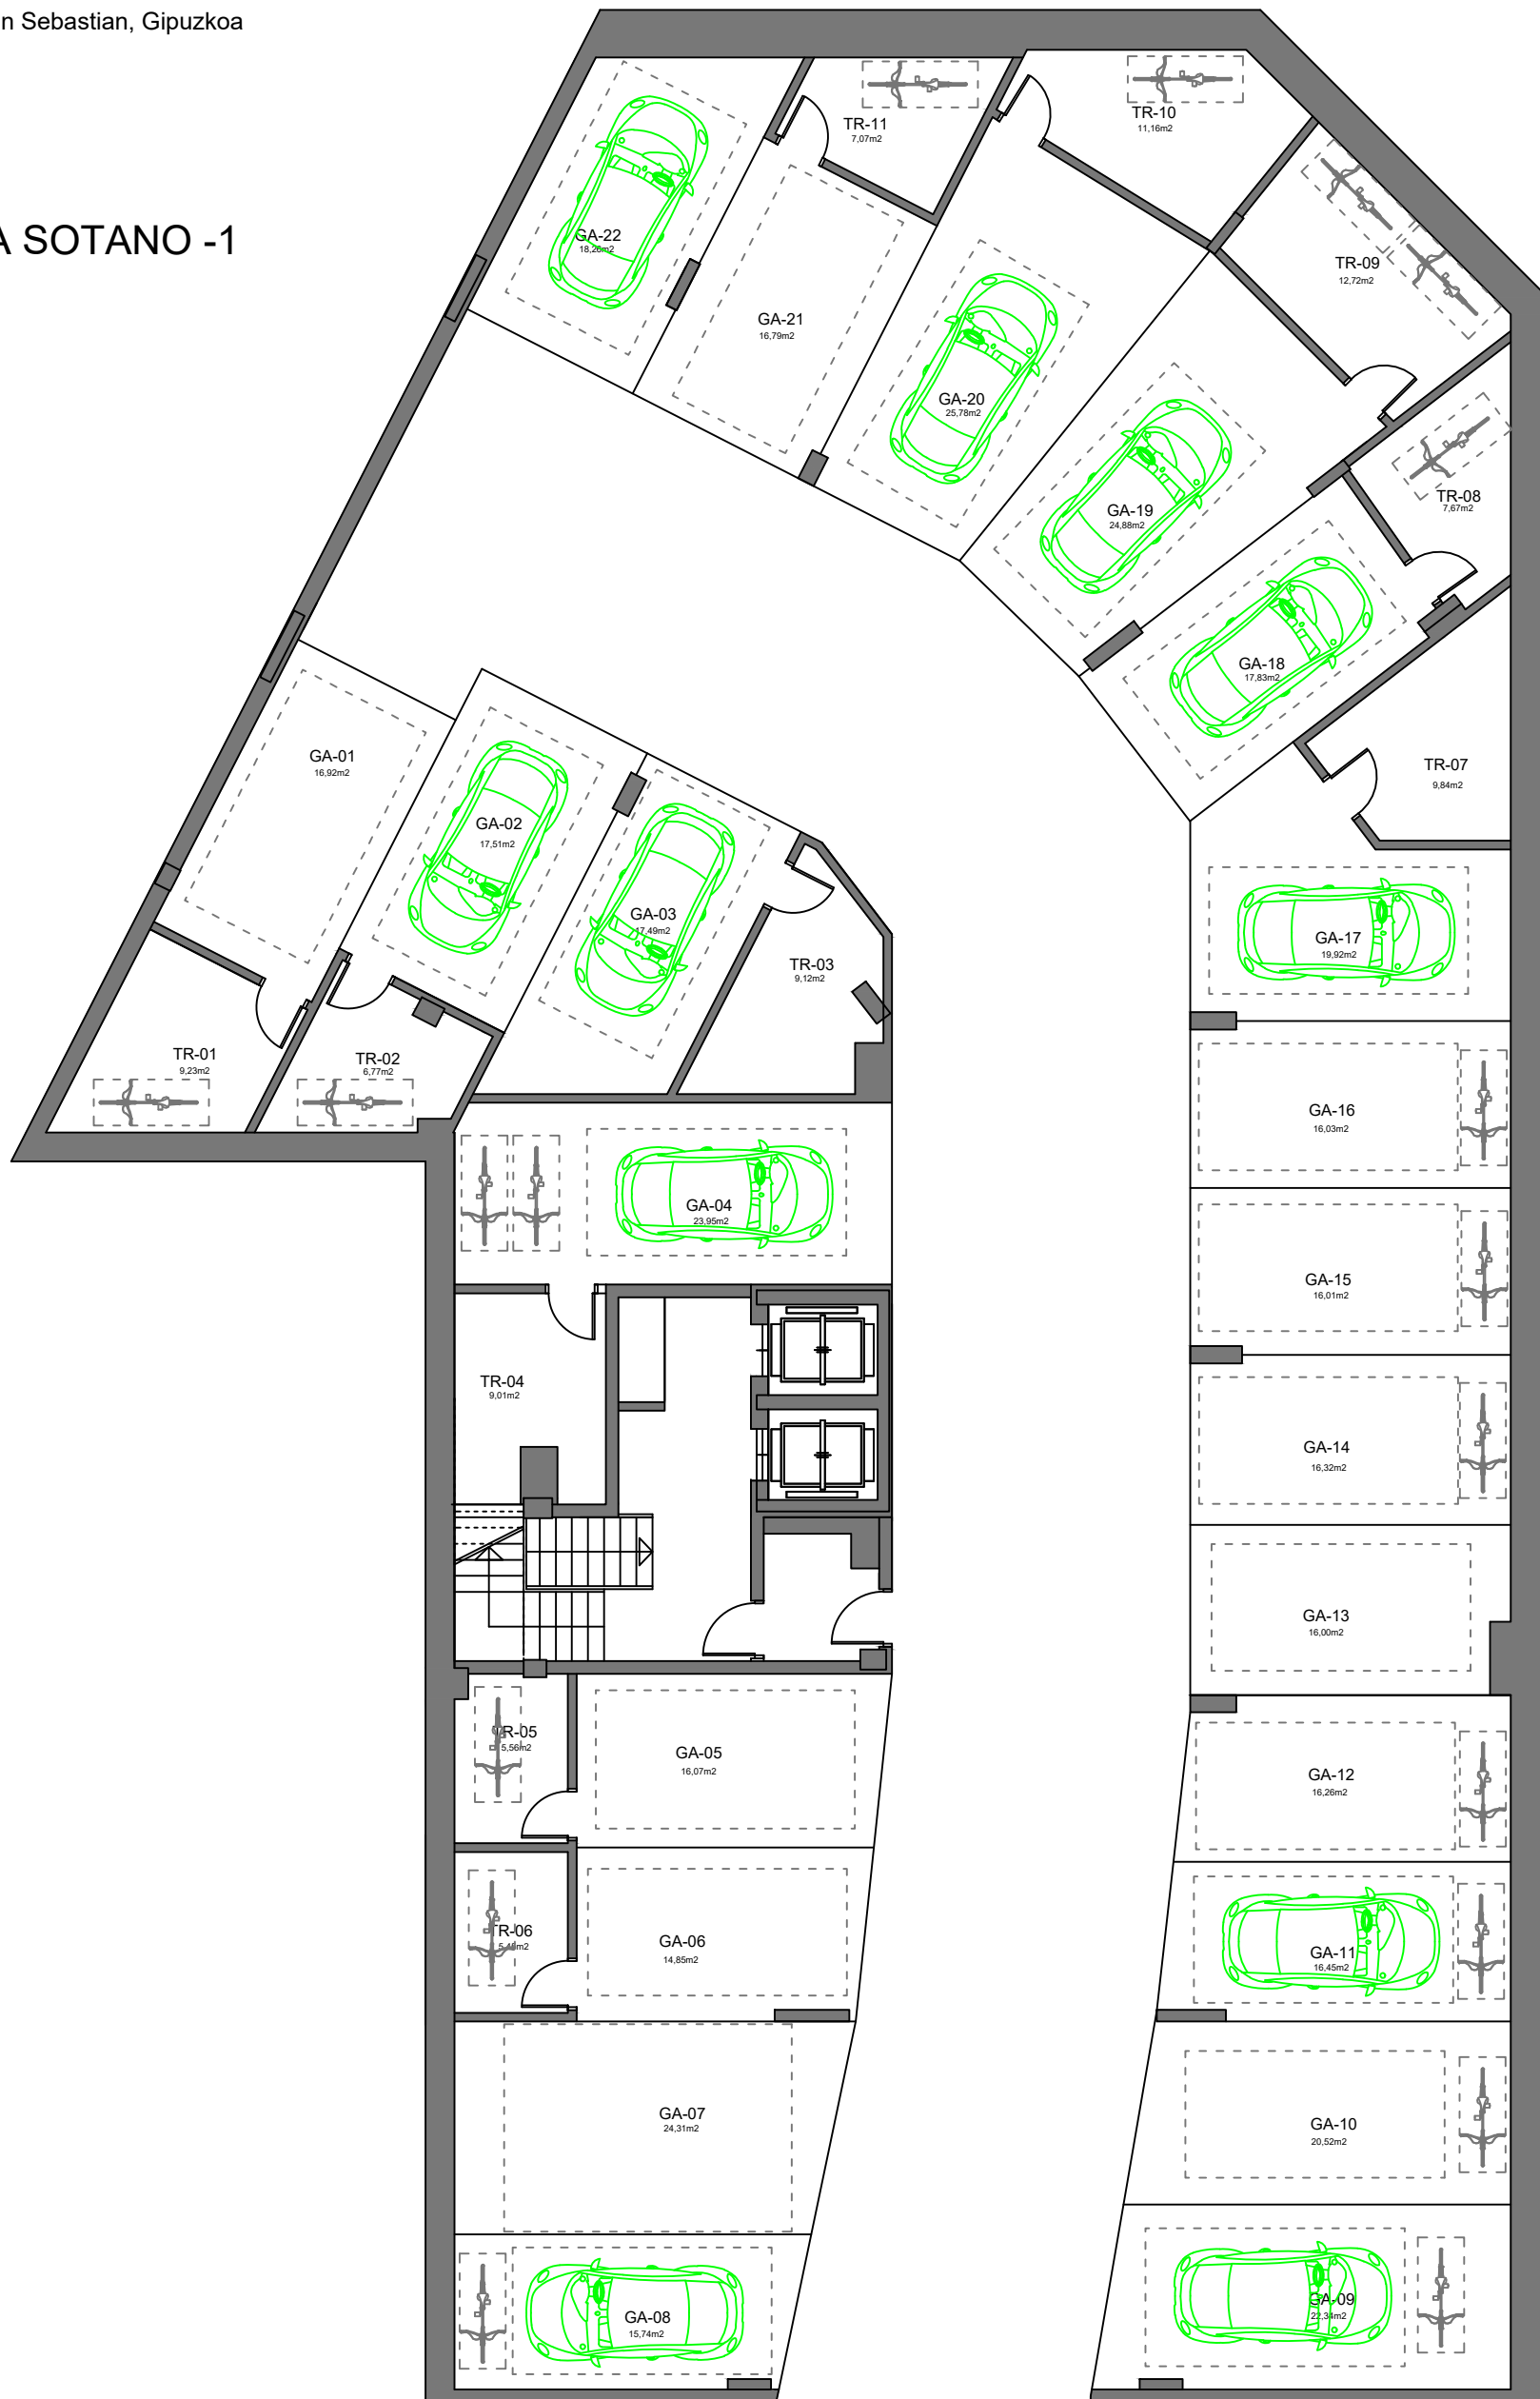 n Sebastian, Gipuzkoa
A SOTANO -1
TR-11
7,07m2
TR-10
11,16m2
GA-22
18,26m2
TR-09
12,72m2
GA-21
16,79m2
GA-20
25,78m2
TR-08
7,67m2
GA-19
24,88m2
GA-18
17,83m2
GA-01
16,92m2
TR-07
9,84m2
GA-02
17,51m2
GA-03
17,49m2
GA-17
19,92m2
TR-03
9,12m2
TR-01
9,23m2
TR-02
6,77m2
GA-16
16,03m2
GA-04
23,95m2
GA-15
16,01m2
TR-04
9,01m2
GA-14
16,32m2
GA-13
16,00m2
TR-05
5,56m2
GA-05
16,07m2
GA-12
16,26m2
TR-06
GA-06
14,85m2
GA-11
16,45m2
GA-07
24,31m2
GA-10
20,52m2
GA-09
22,34m2
GA-08
15,74m2